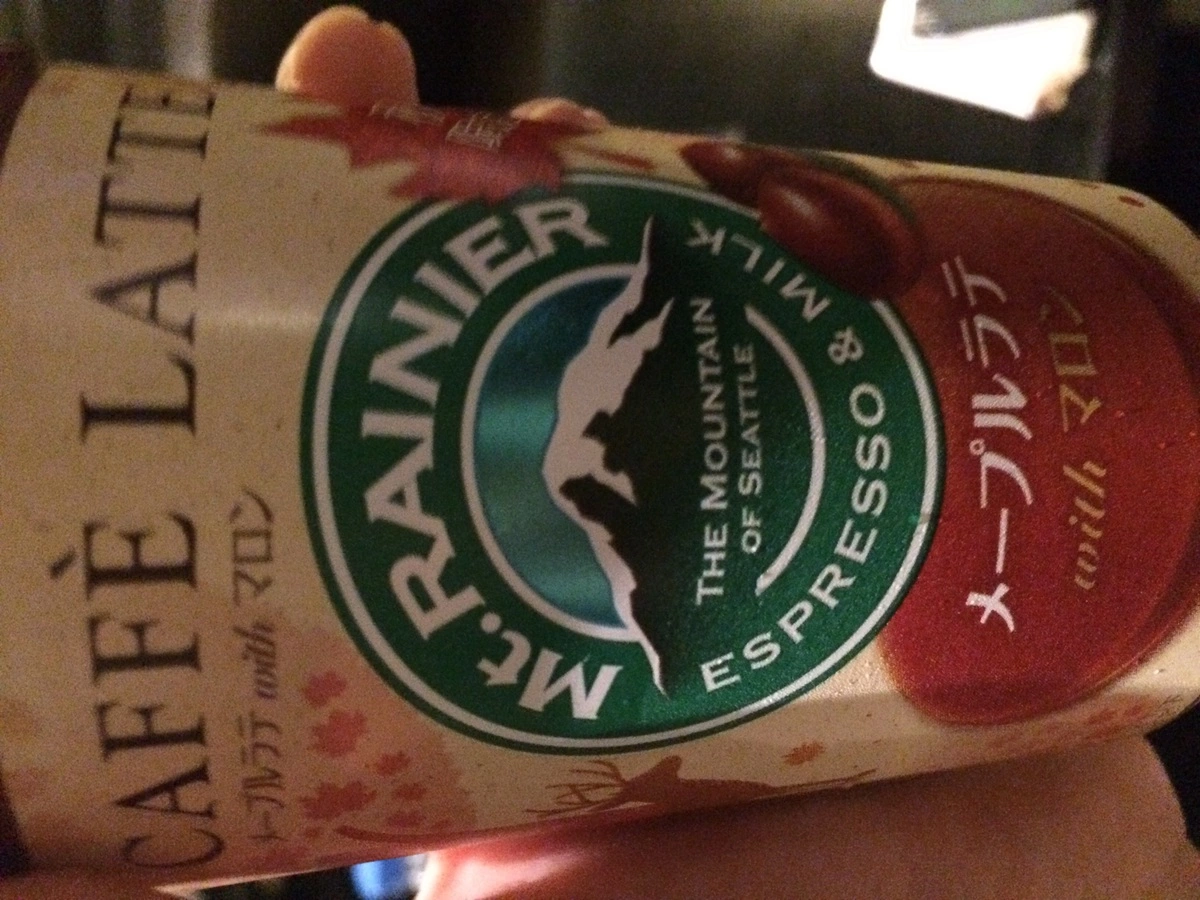 CAFFÈ LATTE
メープルラテ with マロン
Mt. RAINIER
THE MOUNTAIN
OF SEATTLE
ESPRESSO & MILK
メープルラテ
with マロン